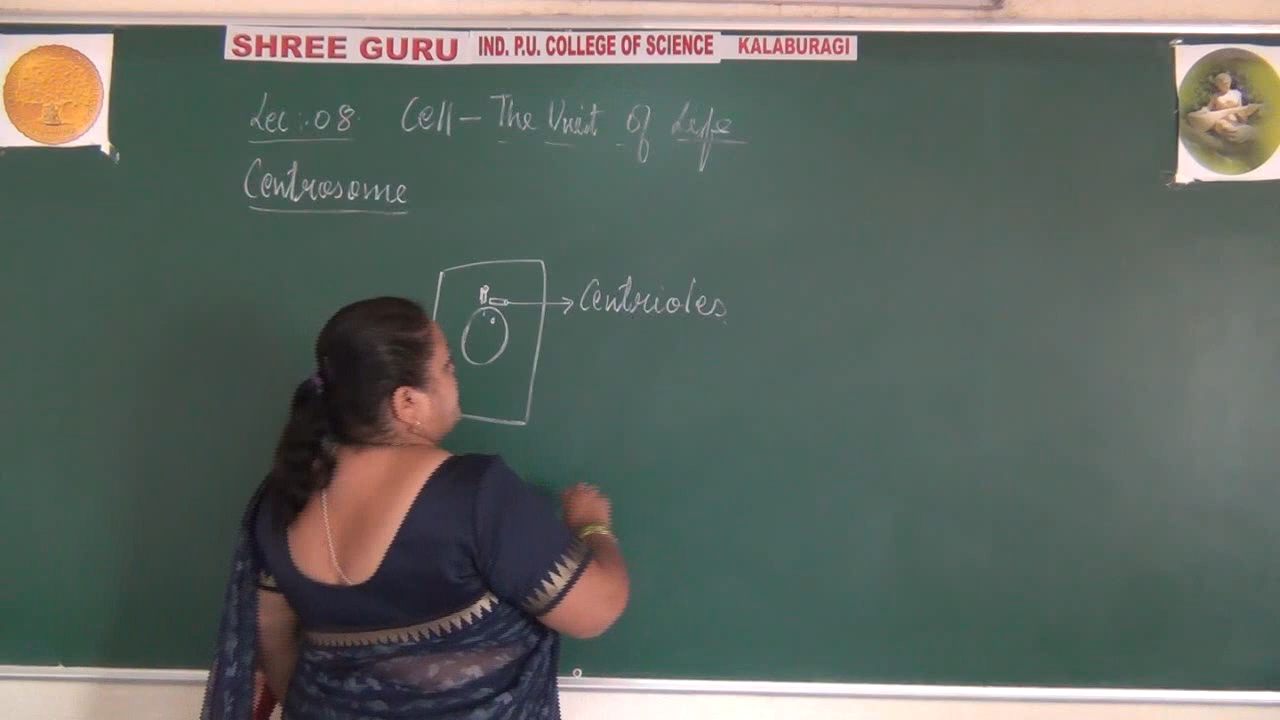 SHREE GURU IND. P.U. COLLEGE OF SCIENCE KALABURAGI
Lec:08 Cell – The Unit of Life
Centrosome
Centrioles